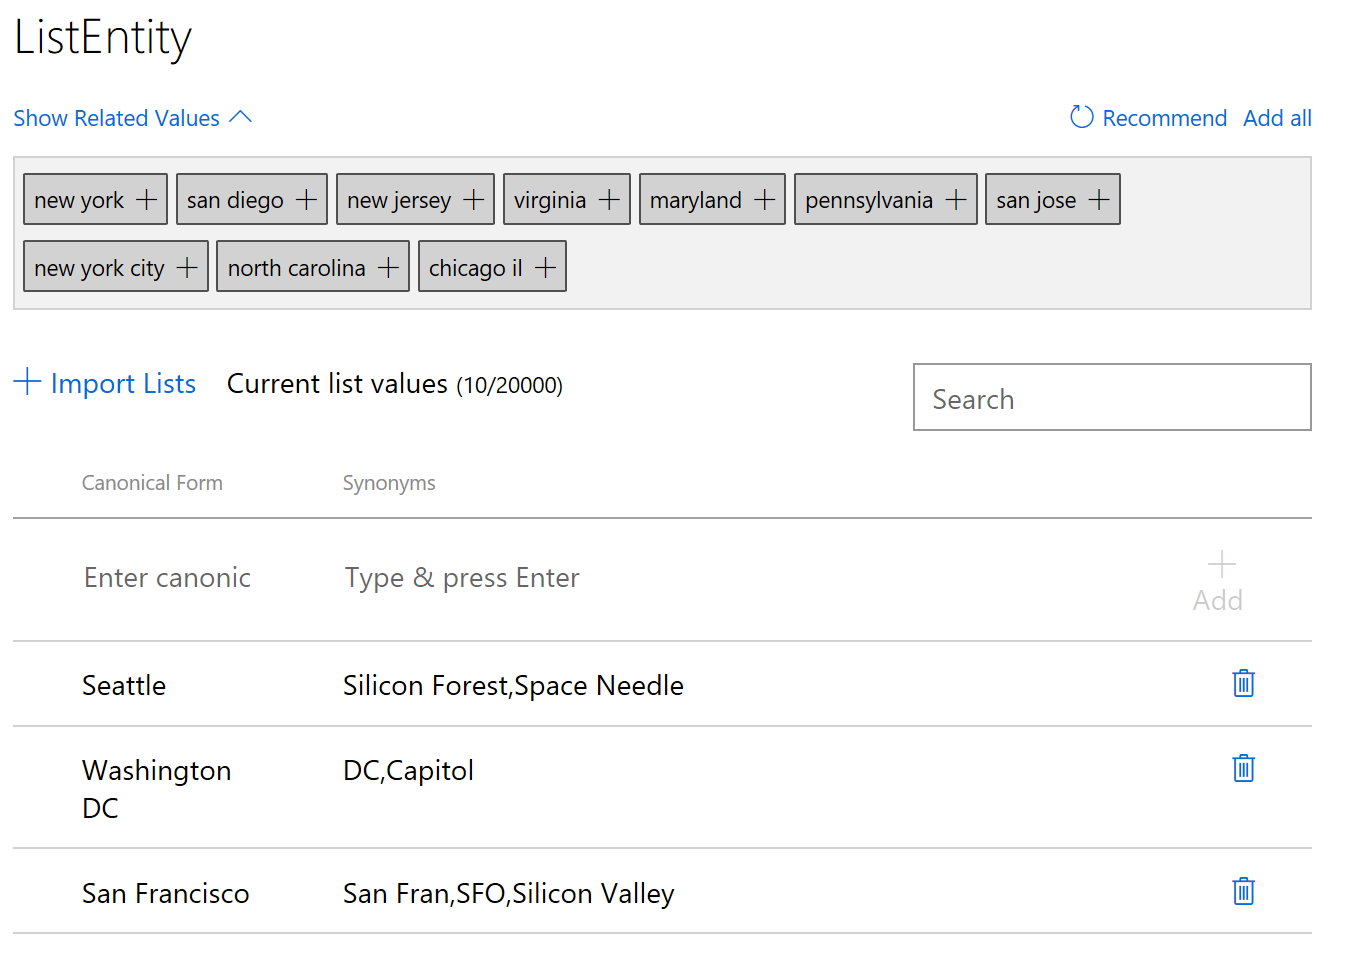 ListEntity
Show Related Values Recommend Add all
new york san diego new jersey virginia maryland pennsylvania san jose
new york city north carolina chicago il
Import Lists Current list values (10/20000) Search
Canonical Form Synonyms
Enter canonic Type & press Enter Add
Seattle Silicon Forest,Space Needle
Washington DC,Capitol
DC
San Francisco San Fran,SFO,Silicon Valley